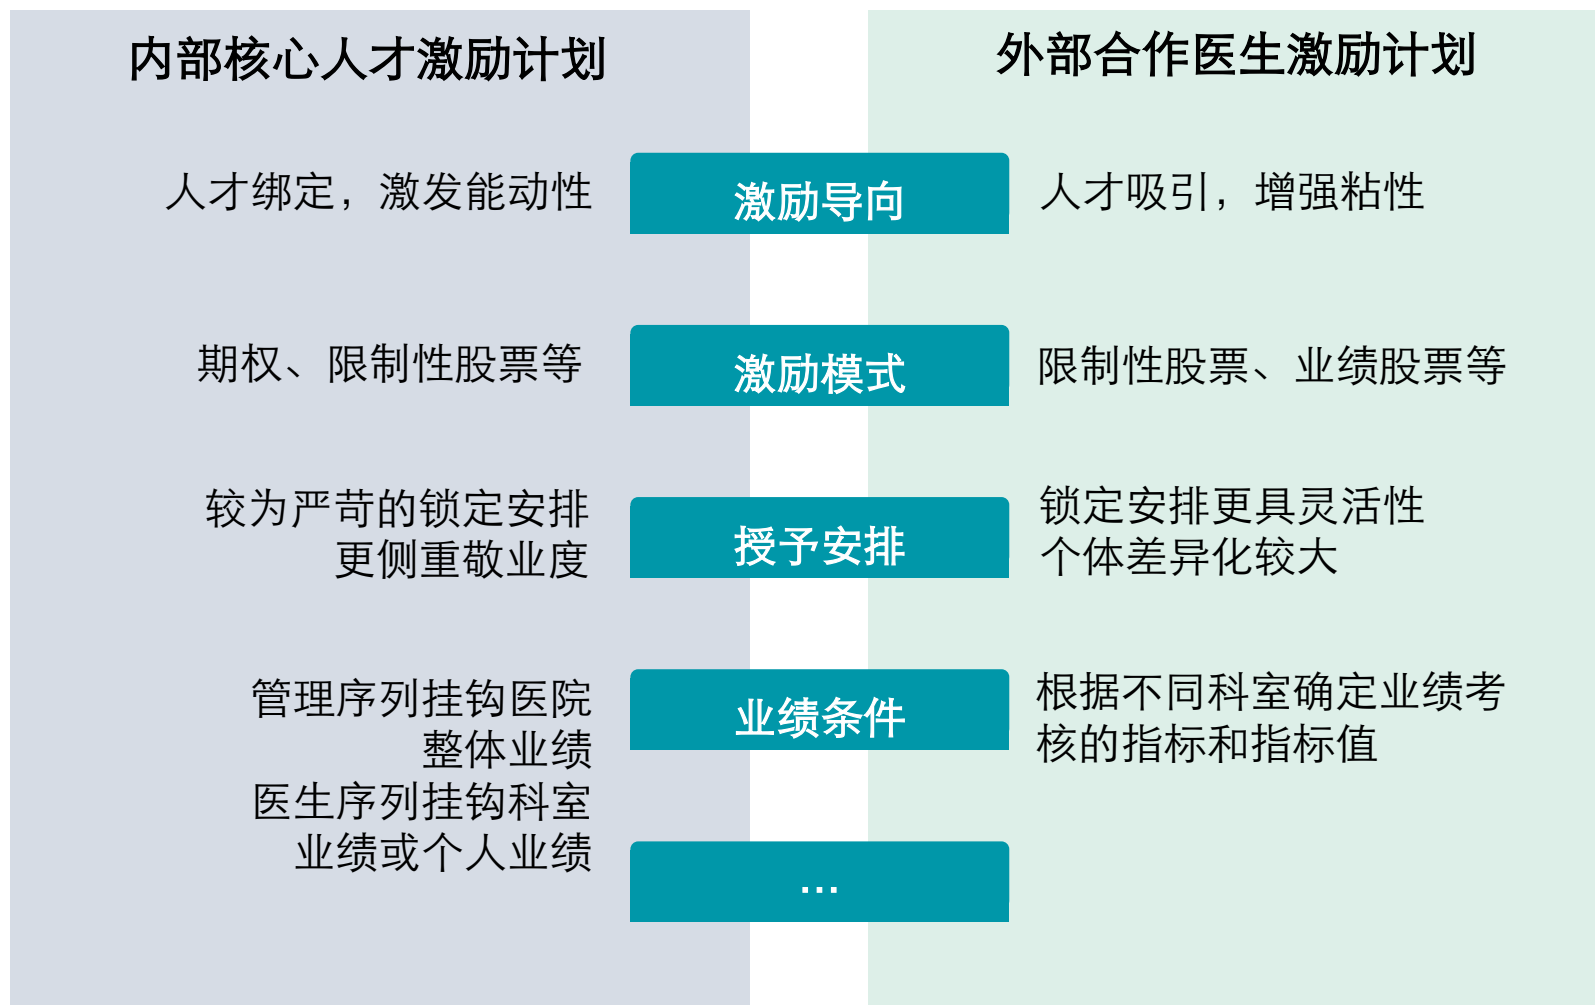 内部核心人才激励计划
外部合作医生激励计划
人才绑定，激发能动性
激励导向
人才吸引，增强粘性
期权、限制性股票等
激励模式
限制性股票、业绩股票等
较为严苛的锁定安排
更侧重敬业度
授予安排
锁定安排更具灵活性
个体差异化较大
管理序列挂钩医院
整体业绩
医生序列挂钩科室
业绩或个人业绩
业绩条件
根据不同科室确定业绩考
核的指标和指标值
...